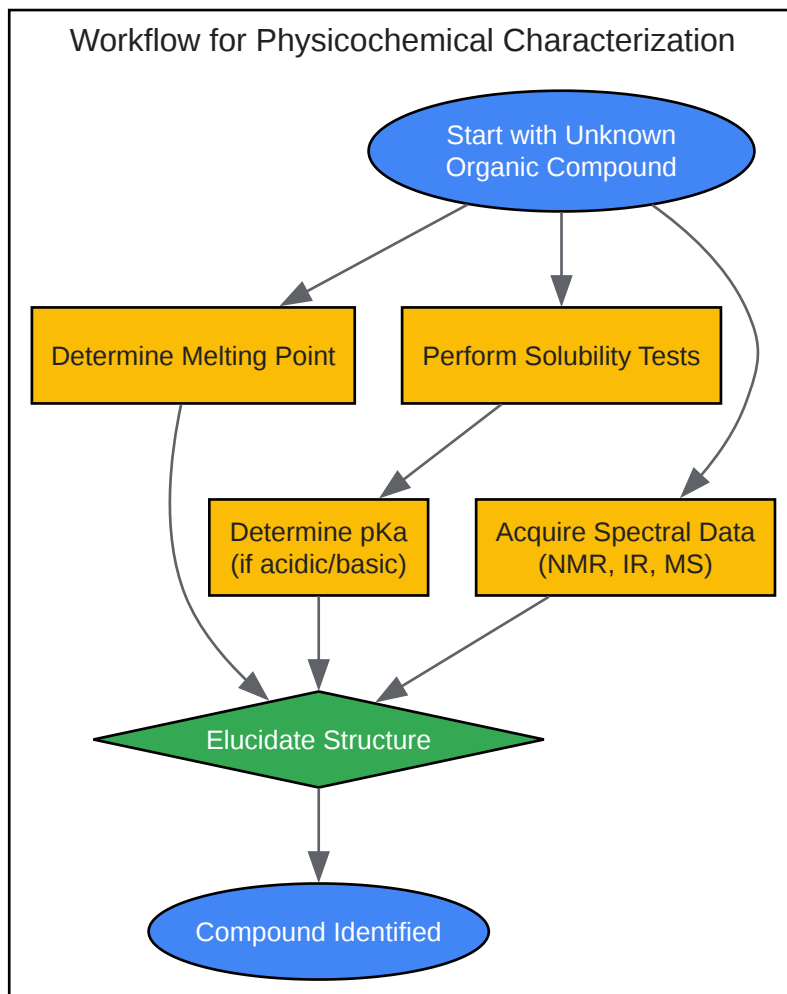 Workflow for Physicochemical Characterization
Start with Unknown
Organic Compound
Determine Melting Point
Perform Solubility Tests
Determine pKa
(if acidic/basic)
Acquire Spectral Data
(NMR, IR, MS)
Elucidate Structure
Compound Identified